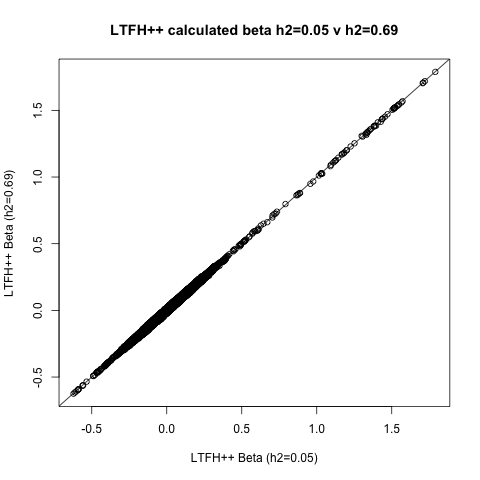 LTFH++ calculated beta h2=0.05 v h2=0.69
LTFH++ Beta (h2=0.69)
1.5
1.0
0.5
0.0
-0.5
-0.5 0.0 0.5 1.0 1.5
LTFH++ Beta (h2=0.05)